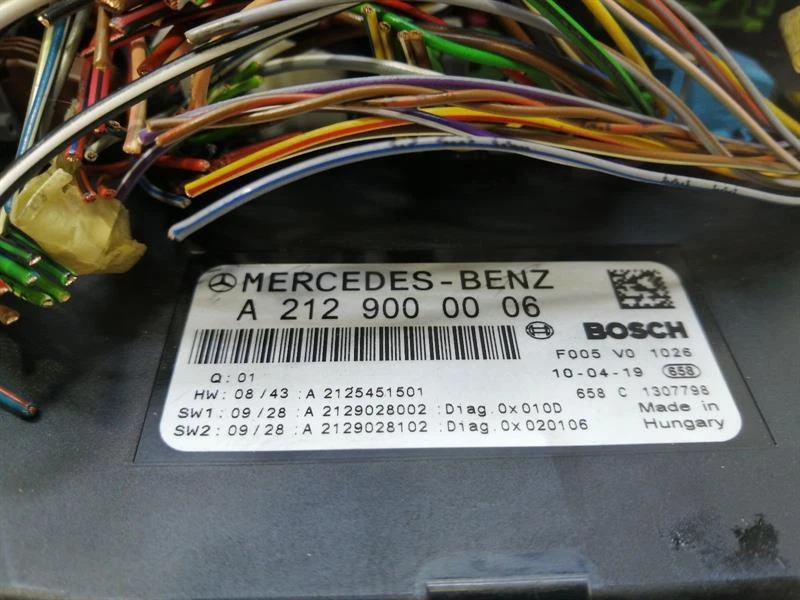 MERCEDES-BENZ
A 212 900 00 06
BOSCH
F005 V0 1026
Q: 01
10-04-19 658
HW: 08/43 :A 2125451501
658 C 1307798
SW1: 09/28 :A 2129028002 :Diag.0x010D
Made in
SW2: 09/28 :A 2129028102 :Diag.0x020106
Hungary